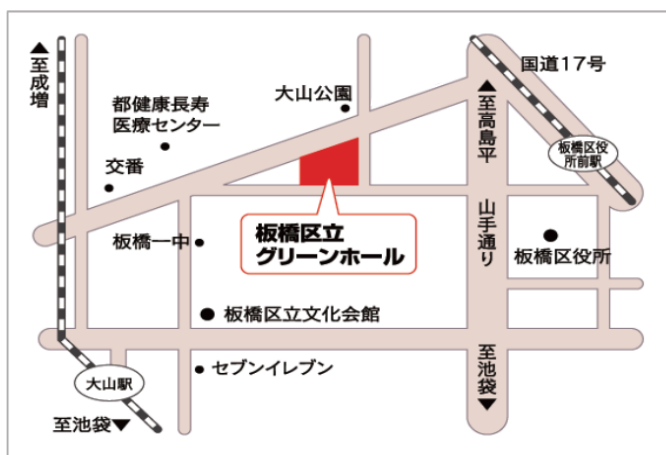 ▲至成増
都健康長寿
医療センター
交番
大山公園
国道17号
▲至高島平
板橋区役
所前駅
山手通り
板橋区立
グリーンホール
板橋一中
板橋区役所
板橋区立文化会館
セブンイレブン
大山駅
至池袋▼
至池袋▼